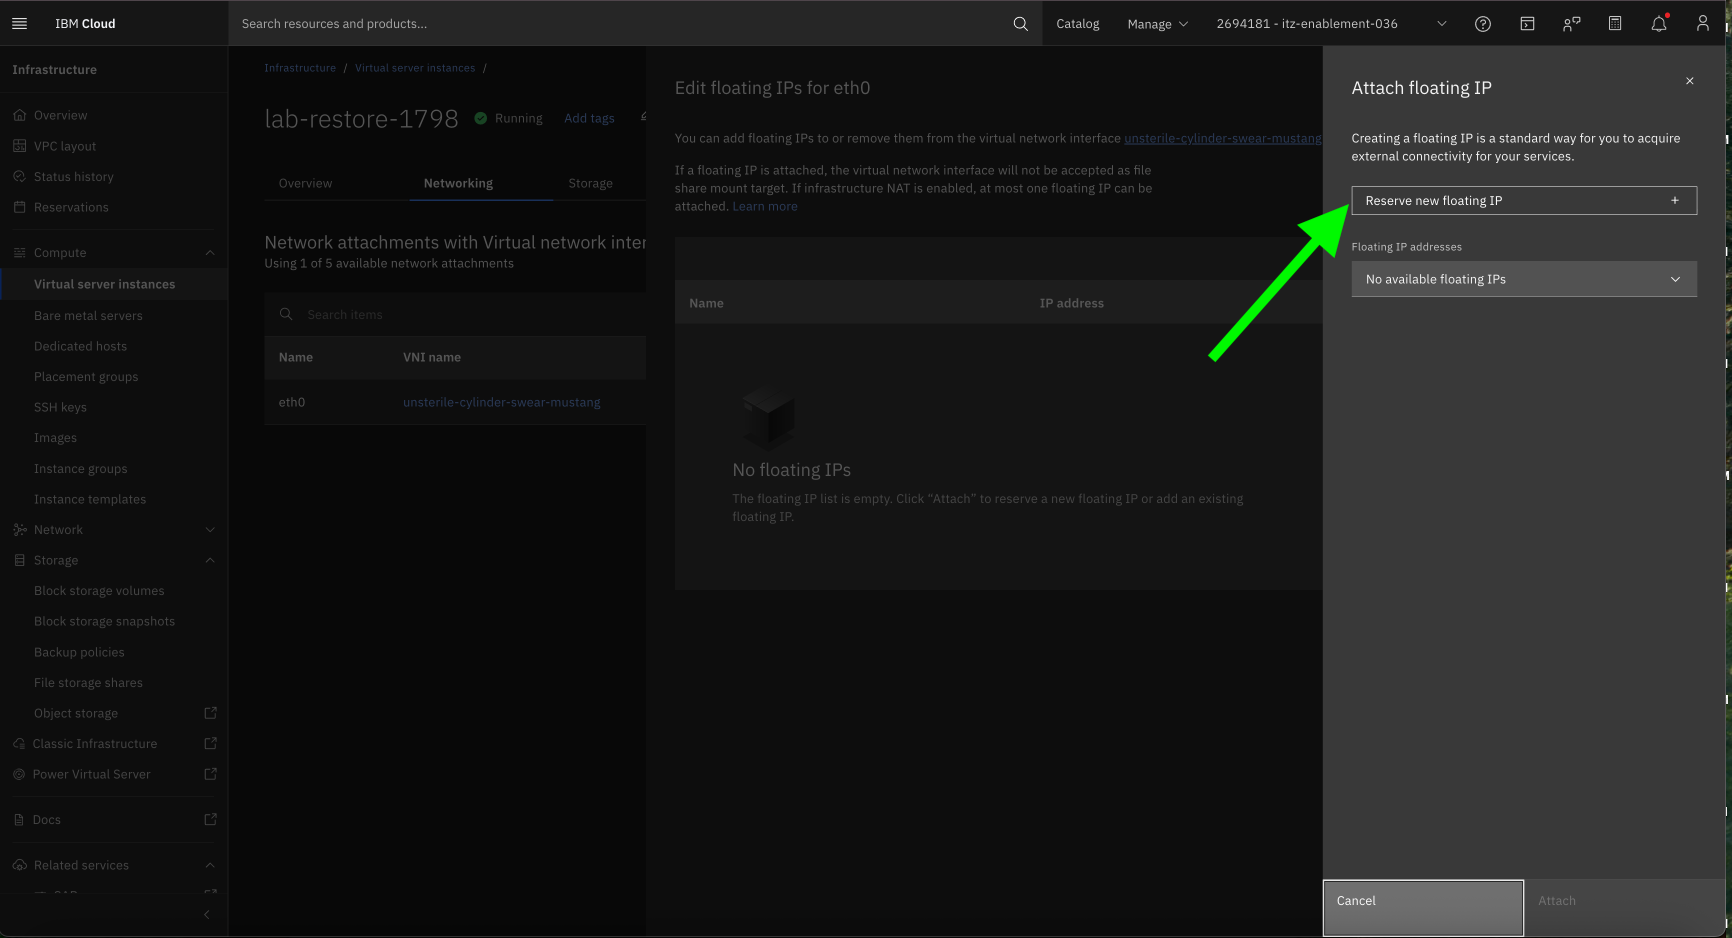 IBM Cloud
Search resources and products...
Catalog
Manage
2694181 - itz-enablement-036
Infrastructure
Overview
VPC layout
Status history
Reservations
Compute
Virtual server instances
Bare metal servers
Dedicated hosts
Placement groups
SSH keys
Images
Instance groups
Instance templates
Network
Storage
Block storage volumes
Block storage snapshots
Backup policies
File storage shares
Object storage
Classic Infrastructure
Power Virtual Server
Docs
Related services
Infrastructure / Virtual server instances /
lab-restore-1798
Running
Add tags
Overview
Networking
Storage
Network attachments with Virtual network inter
Using 1 of 5 available network attachments
Search items
Name
VNI name
eth0
unsterile-cylinder-swear-mustang
Edit floating IPs for eth0
You can add floating IPs to or remove them from the virtual network interface unsterile-cylinder-swear-mustang
If a floating IP is attached, the virtual network interface will not be accepted as file
share mount target. If infrastructure NAT is enabled, at most one floating IP can be
attached. Learn more
Name
IP address
No floating IPs
The floating IP list is empty. Click “Attach” to reserve a new floating IP or add an existing
floating IP.
Attach floating IP
Creating a floating IP is a standard way for you to acquire
external connectivity for your services.
Reserve new floating IP
Floating IP addresses
No available floating IPs
Cancel
Attach